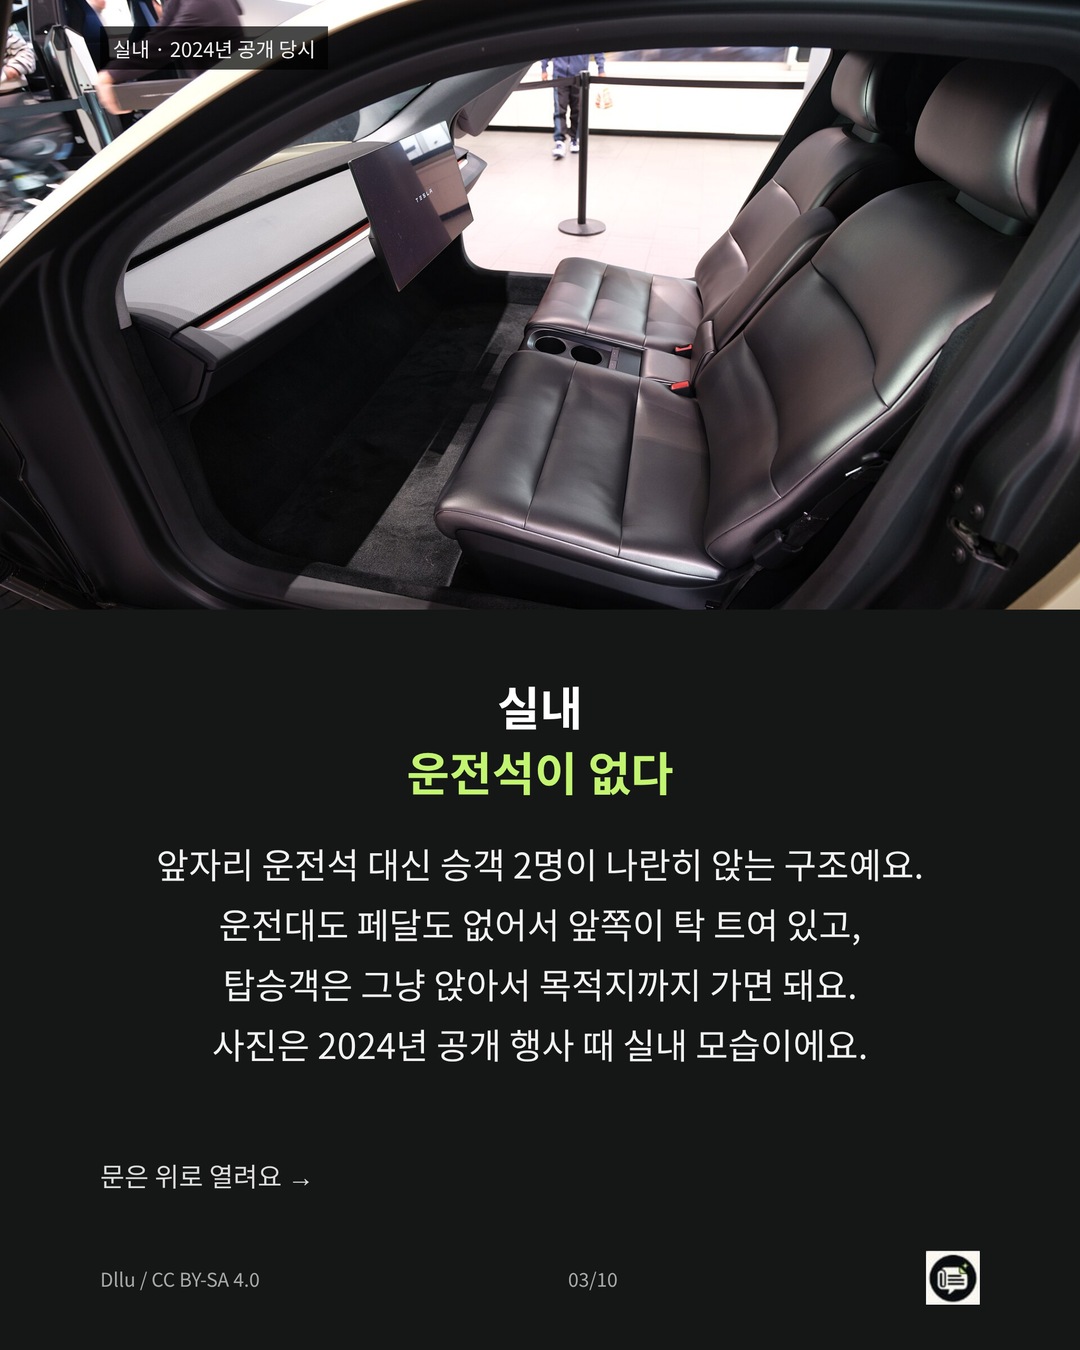 실내 · 2024년 공개 당시
TESLA
실내
운전석이 없다
앞자리 운전석 대신 승객 2명이 나란히 앉는 구조예요.
운전대도 페달도 없어서 앞쪽이 탁 트여 있고,
탑승객은 그냥 앉아서 목적지까지 가면 돼요.
사진은 2024년 공개 행사 때 실내 모습이에요.
문은 위로 열려요 →
Dllu / CC BY-SA 4.0
03/10